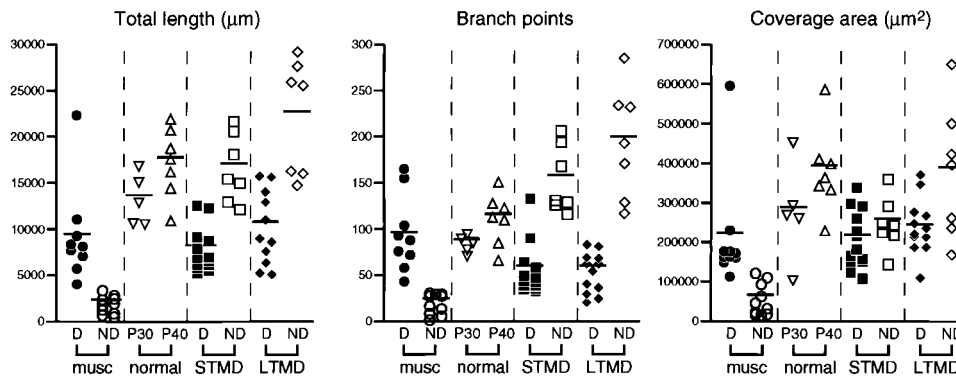 Total length (μm)
30000
25000
20000
15000
10000
5000
0
D ND P30 P40 D ND D ND
musc normal STMD LTMD
Branch points
300
250
200
150
100
50
0
D ND P30 P40 D ND D ND
musc normal STMD LTMD
Coverage area (μm²)
700000
600000
500000
400000
300000
200000
100000
0
D ND P30 P40 D ND D ND
musc normal STMD LTMD